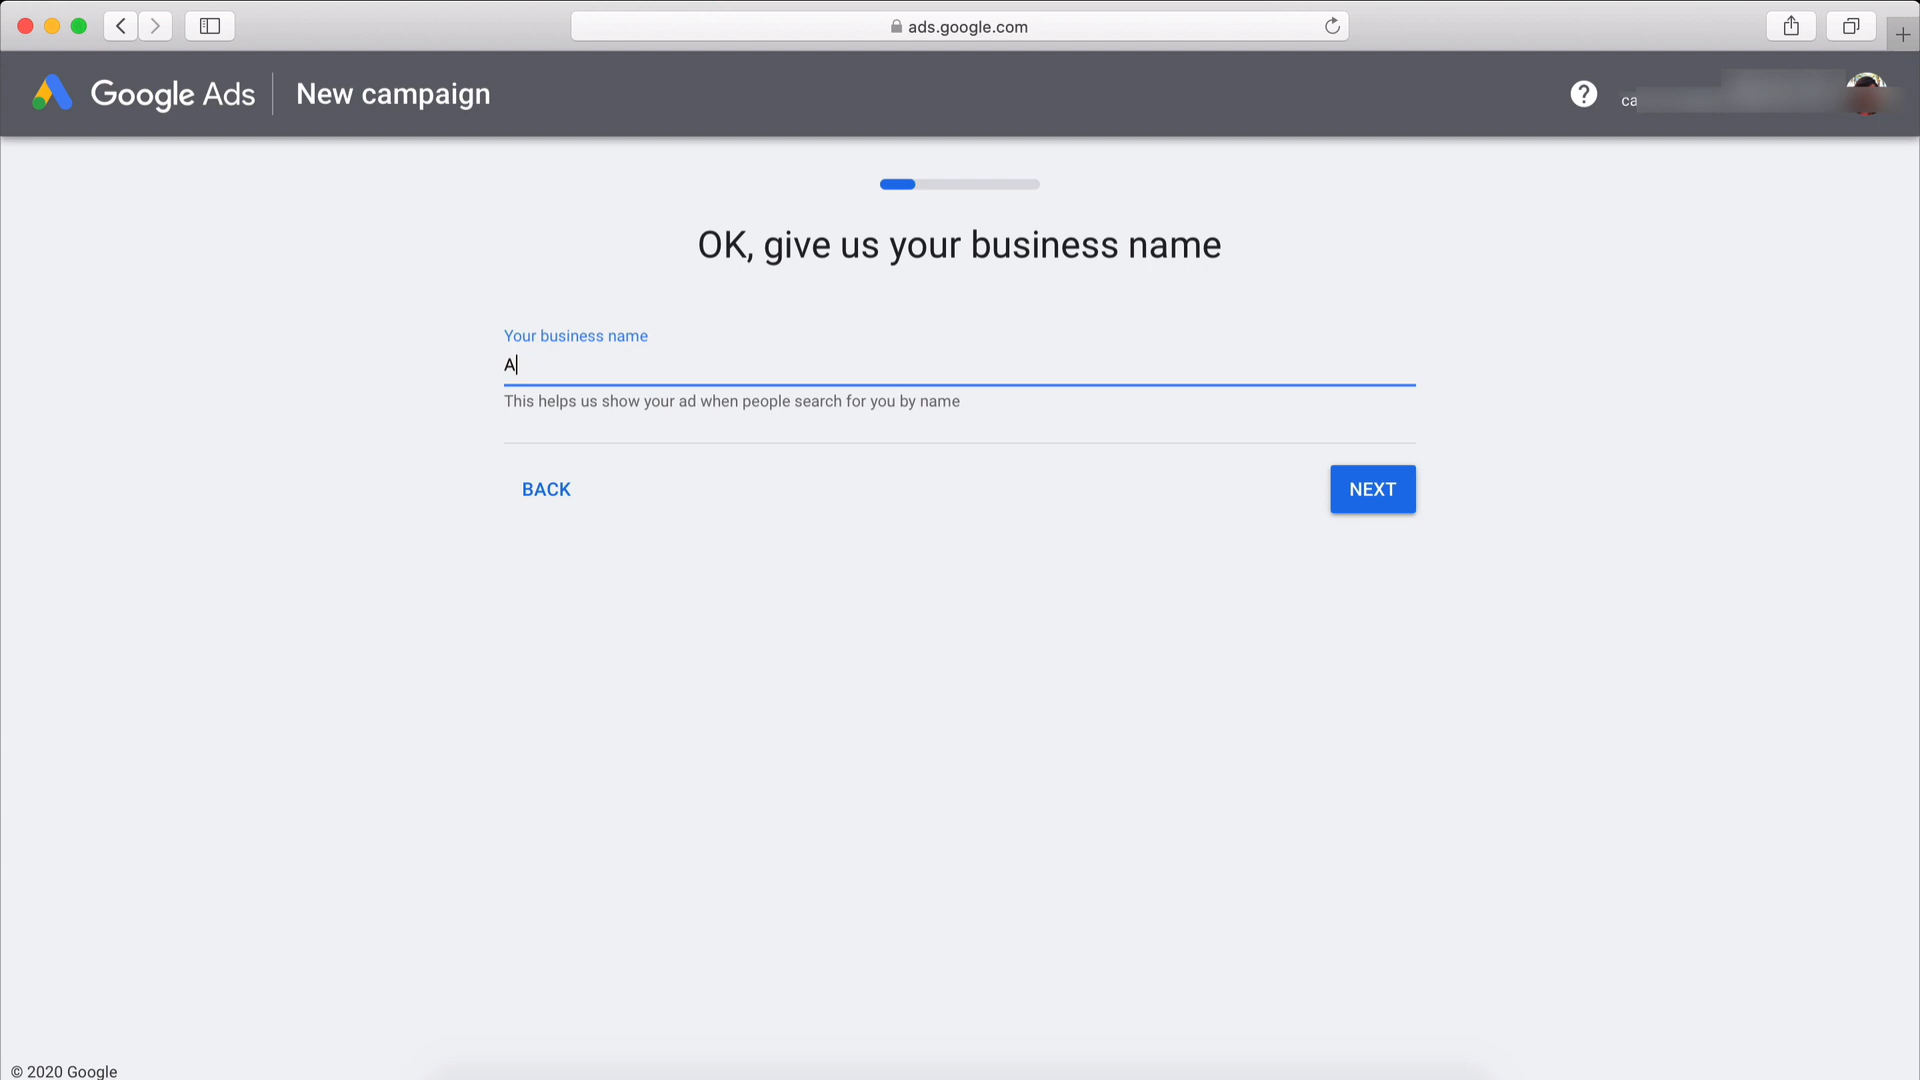 ads.google.com
Google Ads New campaign
? ca
OK, give us your business name
Your business name
A
This helps us show your ad when people search for you by name
BACK NEXT
© 2020 Google